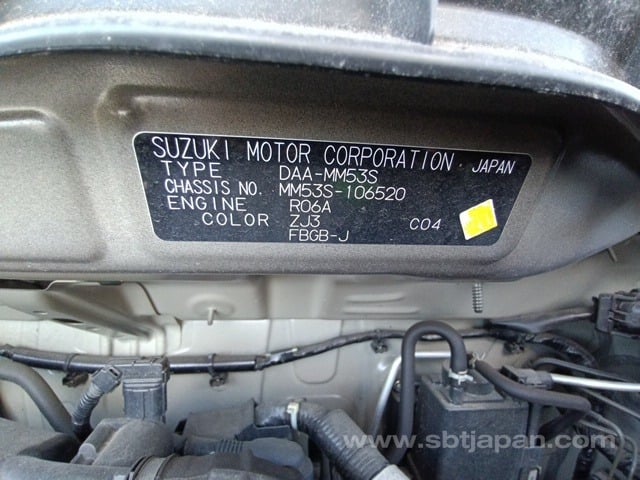 SUZUKI MOTOR CORPORATION . JAPAN
TYPE DAA-MM53S
CHASSIS NO. MM53S-106520
ENGINE R06A
COLOR ZJ3 C04
FBGB-J
www.sbtjapan.com